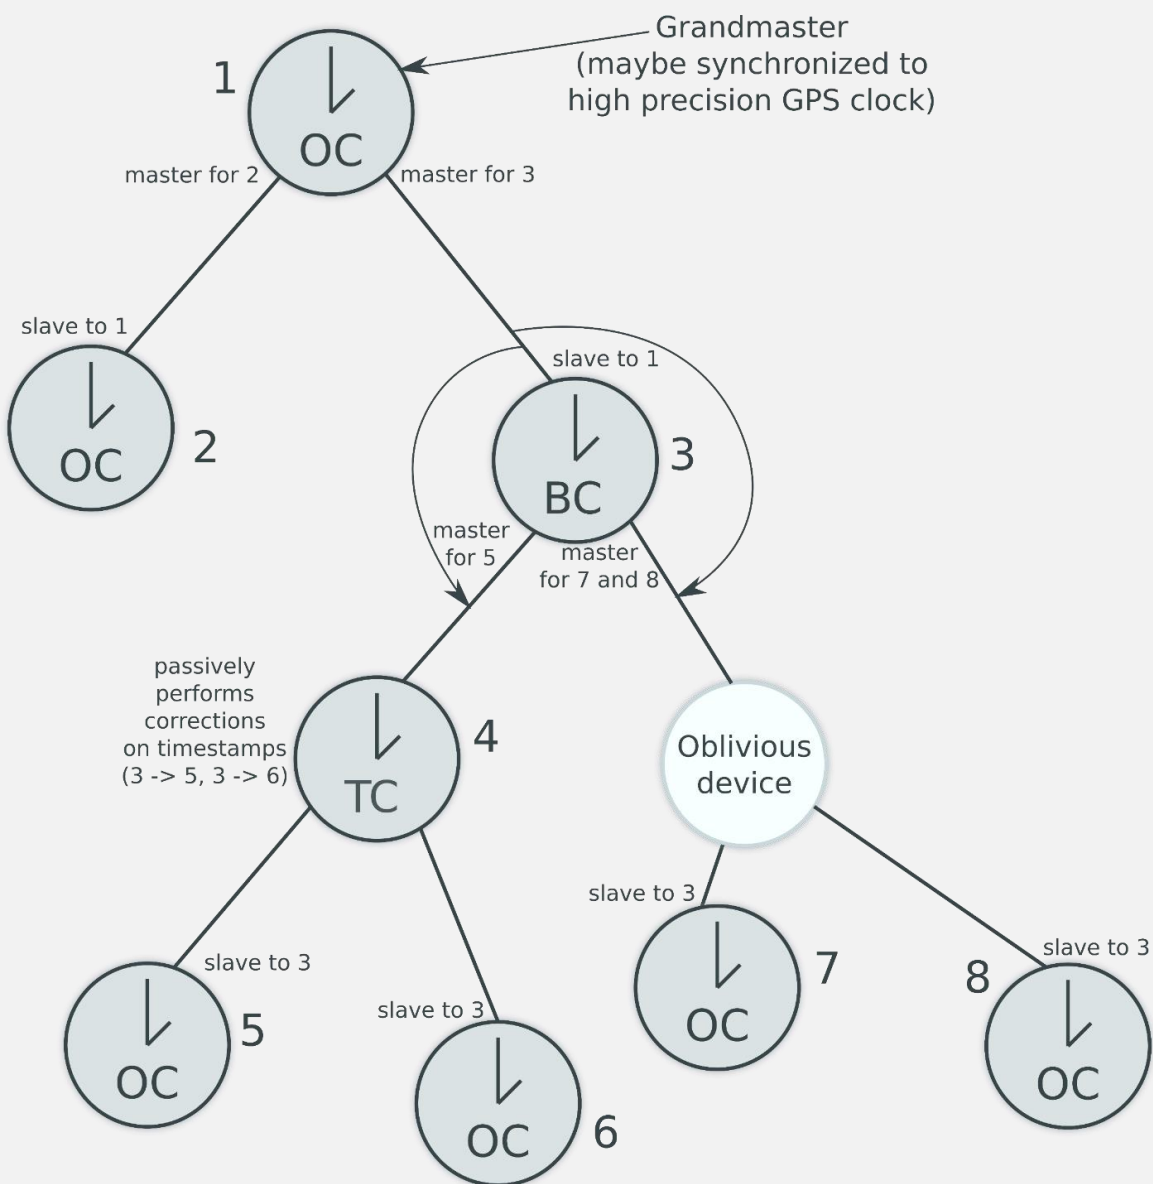 Grandmaster
(maybe synchronized to
high precision GPS clock)
1
OC
master for 2
master for 3
slave to 1
OC
2
slave to 1
BC
3
master
for 5
master
for 7 and 8
passively
performs
corrections
on timestamps
(3 -> 5, 3 -> 6)
TC
4
Oblivious
device
slave to 3
OC
5
slave to 3
OC
6
slave to 3
OC
7
slave to 3
8
OC